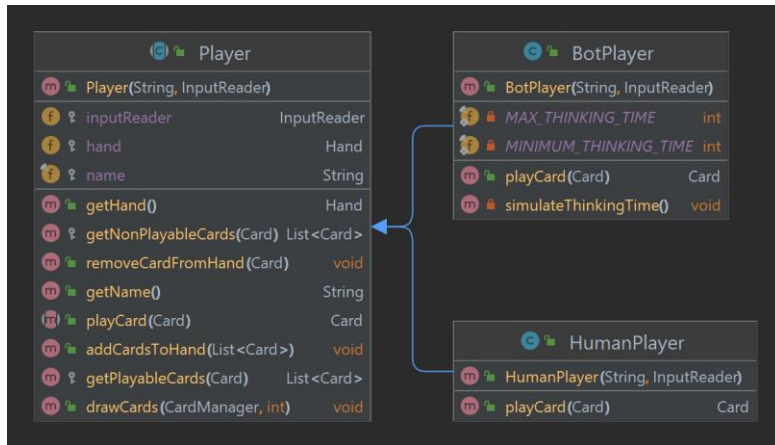 Player
Player(String, InputReader)
inputReader InputReader
hand Hand
name String
getHand() Hand
getNonPlayableCards(Card) List<Card>
removeCardFromHand(Card) void
getName() String
playCard(Card) Card
addCardsToHand(List<Card>) void
getPlayableCards(Card) List<Card>
drawCards(CardManager, int) void
BotPlayer
BotPlayer(String, InputReader)
MAX_THINKING_TIME int
MINIMUM_THINKING_TIME int
playCard(Card) Card
simulateThinkingTime() void
HumanPlayer
HumanPlayer(String, InputReader)
playCard(Card) Card